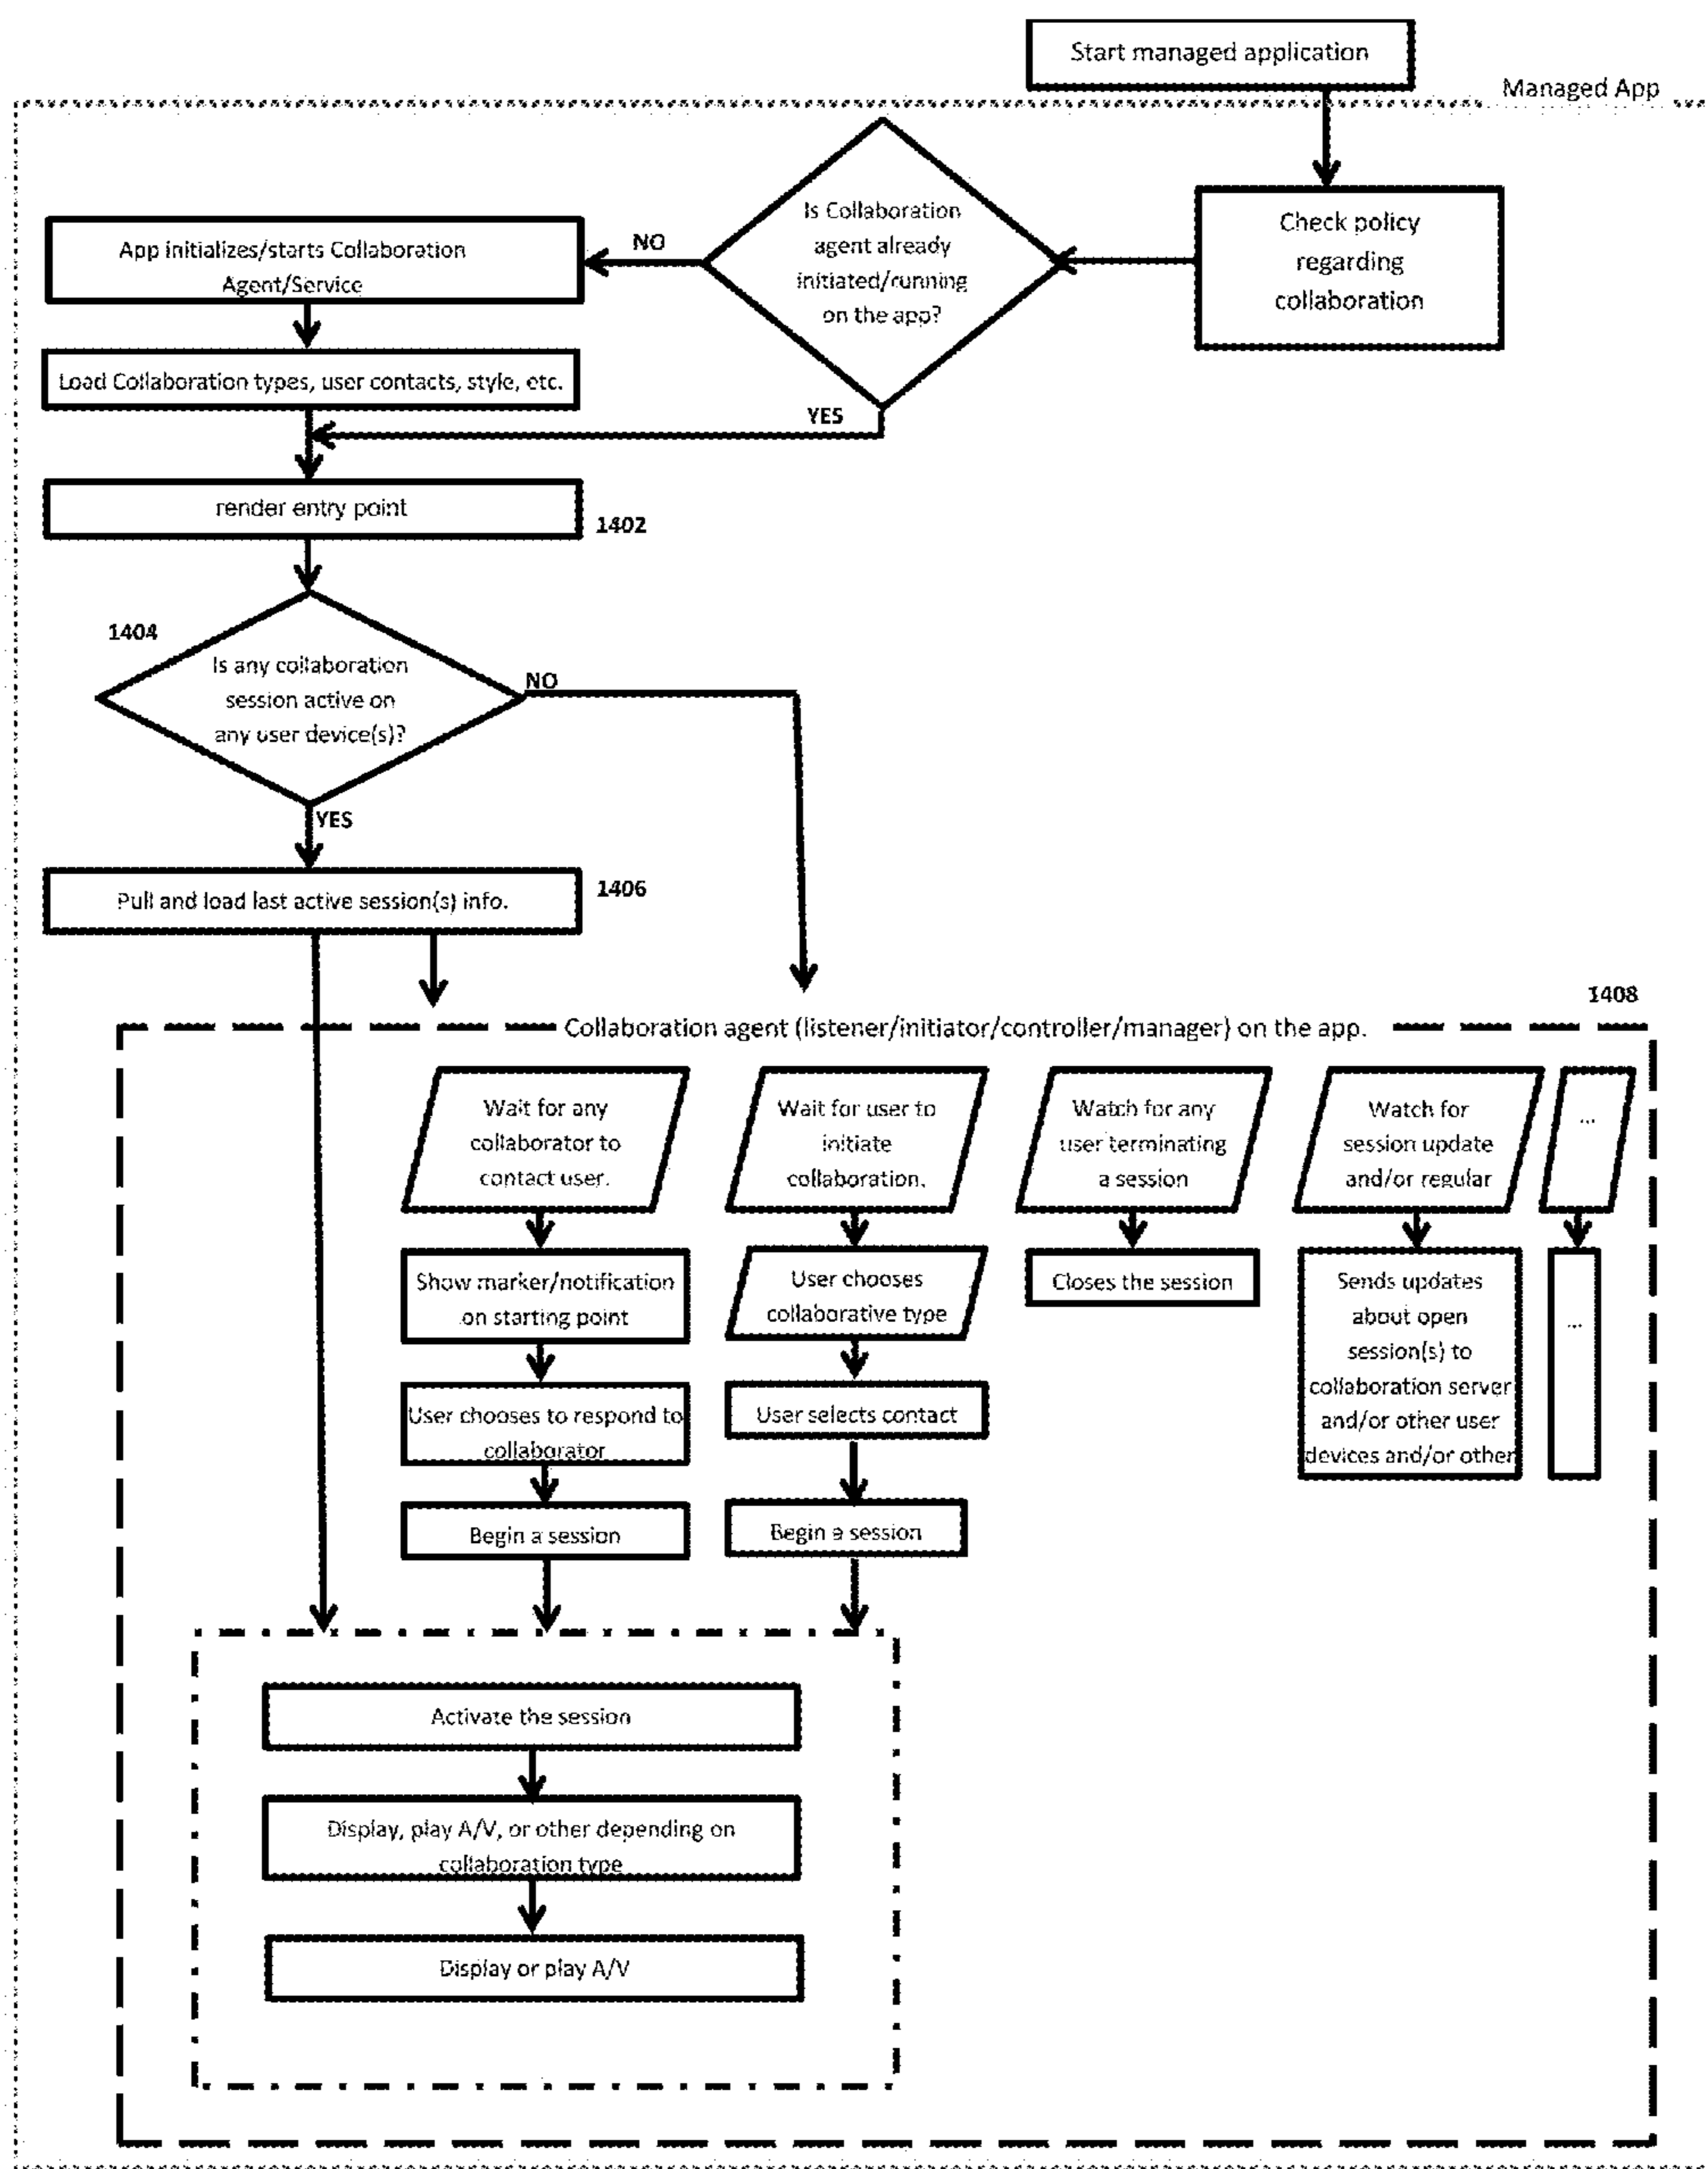 Start managed application
Managed App
Check policy
regarding
collaboration
Is Collaboration
agent already
initiated/running
on the app?
NO
YES
App initializes/starts Collaboration
Agent/Service
Load Collaboration types, user contacts, style, etc.
render entry point
1402
1404
Is any collaboration
session active on
any user device(s)?
NO
YES
Pull and load last active session(s) info.
1406
1408
Collaboration agent (listener/initiator/controller/manager) on the app.
Wait for any
collaborator to
contact user.
Show marker/notification
on starting point
User chooses to respond to
collaborator
Begin a session
Wait for user to
initiate
collaboration.
User chooses
collaborative type
User selects contact
Begin a session
Watch for any
user terminating
a session
Closes the session
Watch for
session update
and/or regular
Sends updates
about open
session(s) to
collaboration server
and/or other user
devices and/or other
...
...
Activate the session
Display, play A/V, or other depending on
collaboration type
Display or play A/V